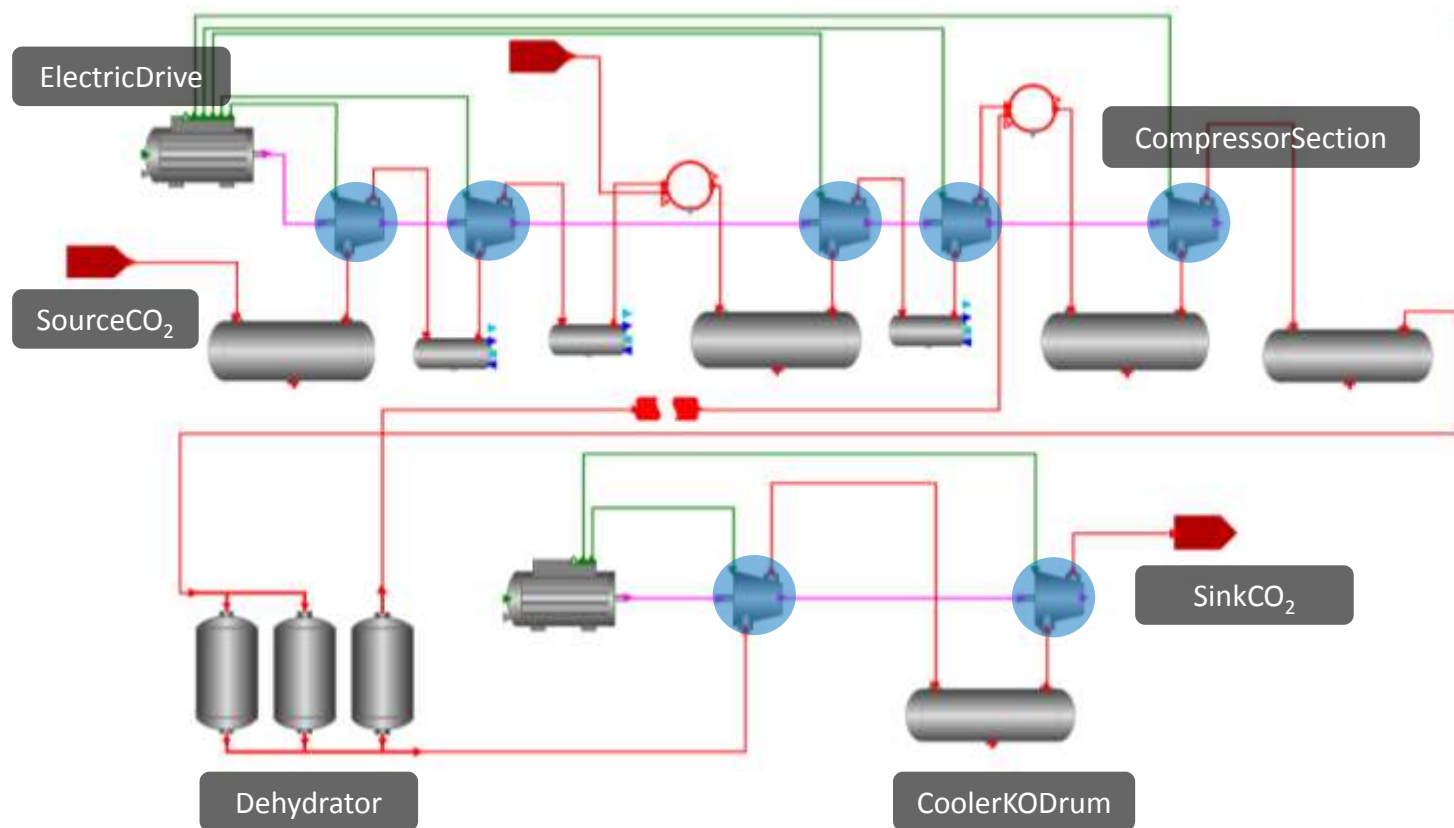 ElectricDrive
CompressorSection
SourceCO₂
SinkCO₂
Dehydrator
CoolerKODrum